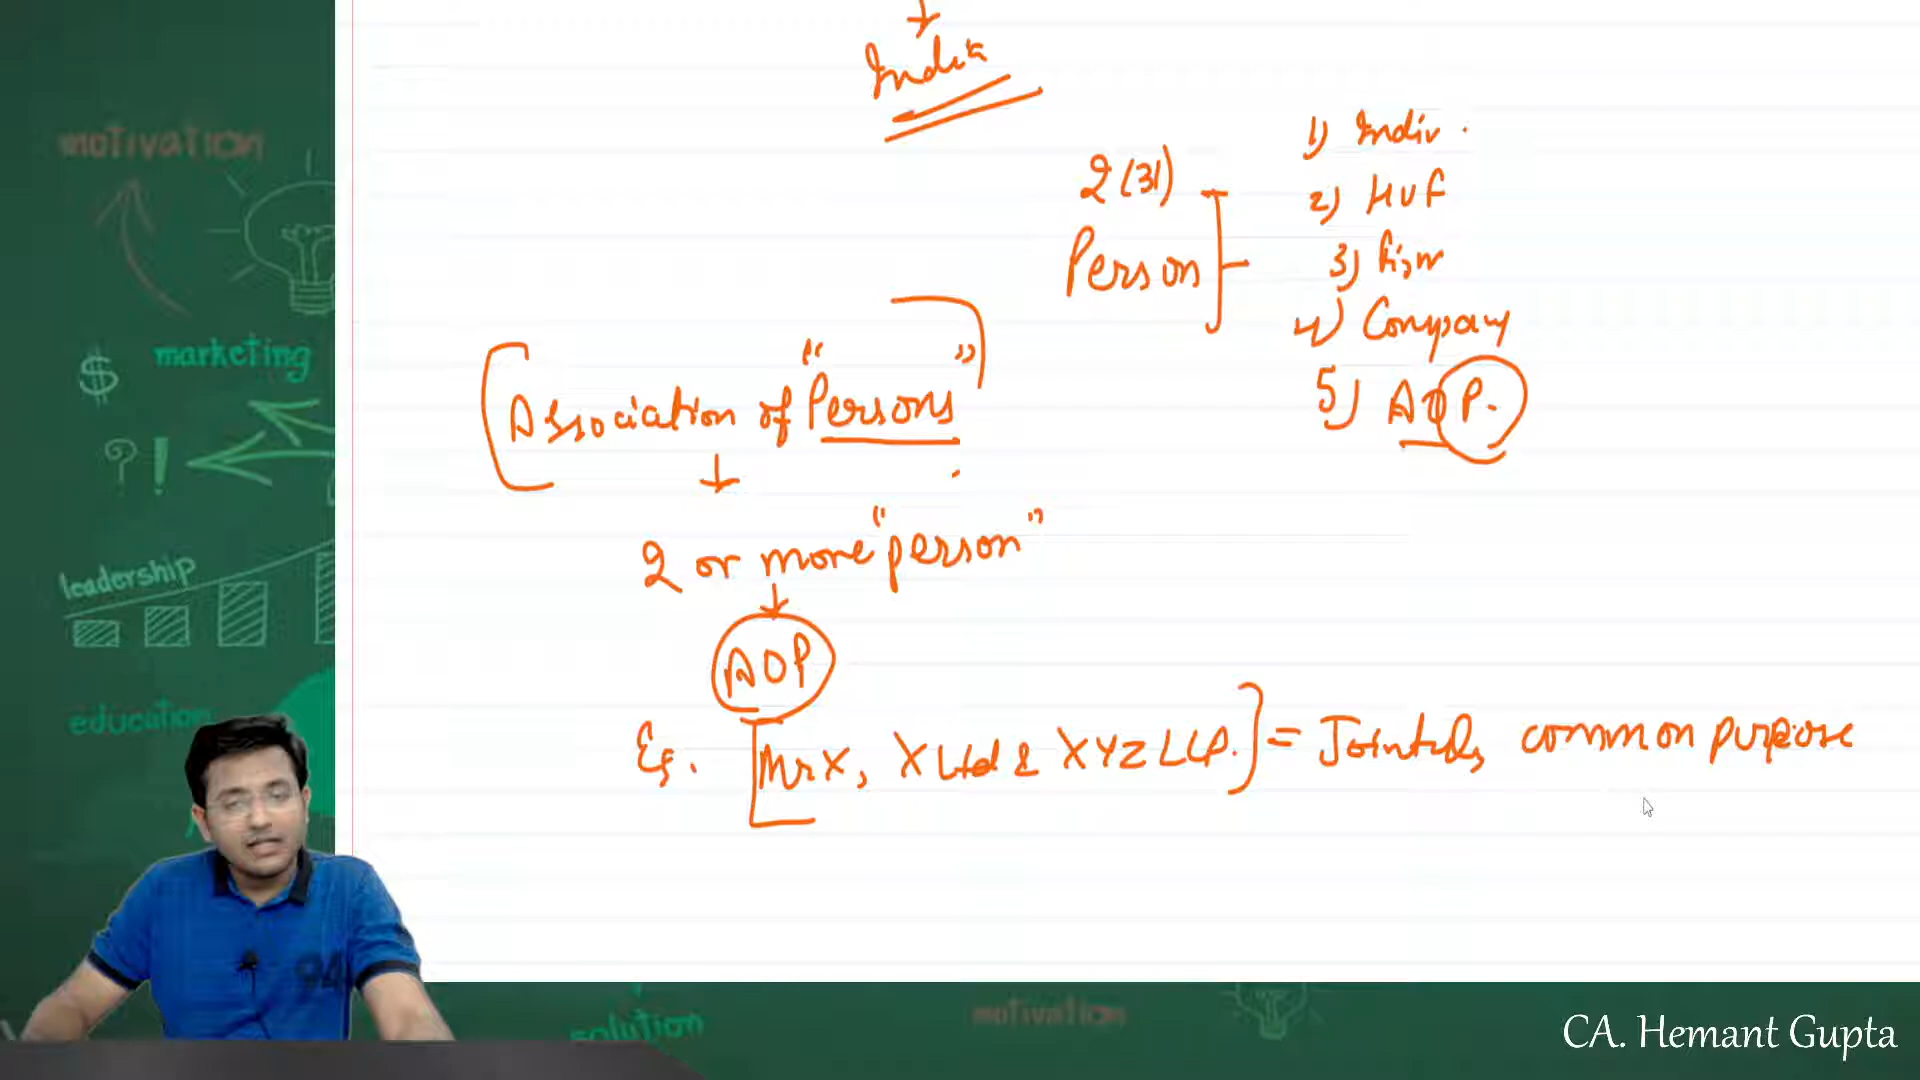 India
2(31)
Person
1) Indiv.
2) HUF
3) Firm
4) Company
5) AOP.
Association of "Persons"
2 or more "person"
AOP
Eg. [Mr X, X Ltd & XYZ LLP.] = Jointly common purpose
motivation
$ marketing
? !
leadership
education
94
solution
motivation
CA. Hemant Gupta